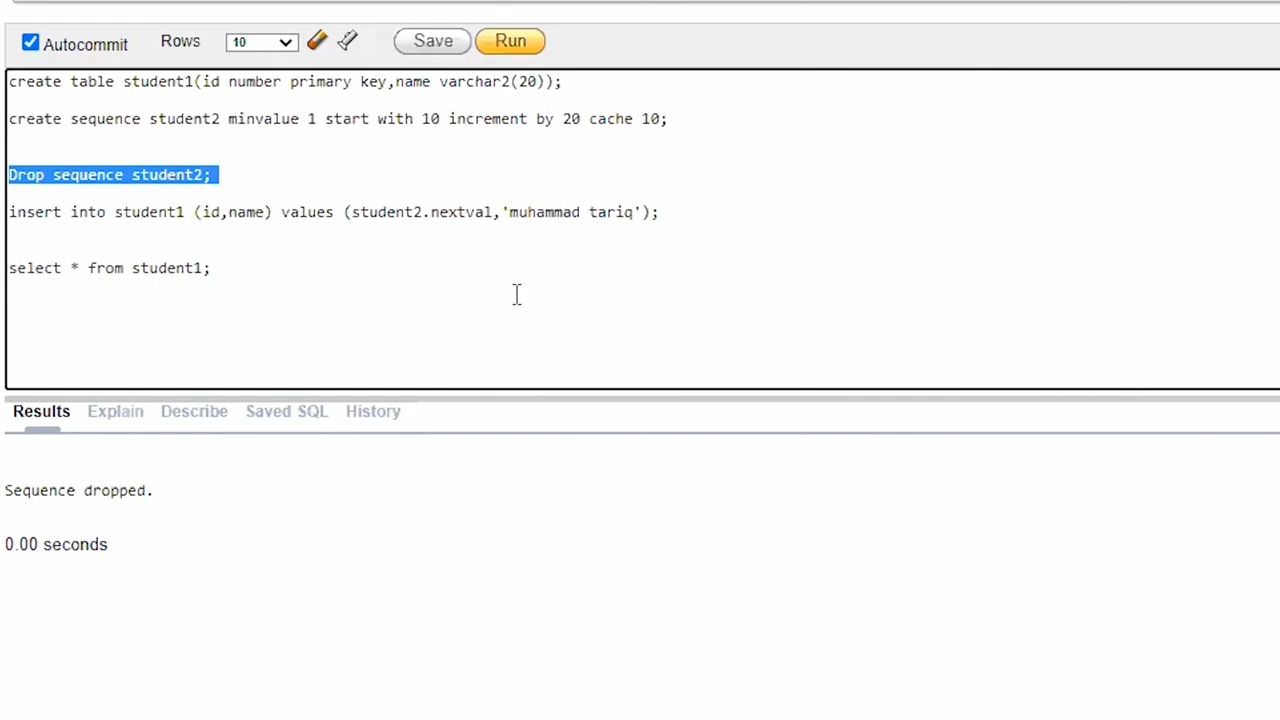 Autocommit Rows 10 Save Run
create table student1(id number primary key,name varchar2(20));
create sequence student2 minvalue 1 start with 10 increment by 20 cache 10;
Drop sequence student2;
insert into student1 (id,name) values (student2.nextval,'muhammad tariq');
select * from student1;
Results Explain Describe Saved SQL History
Sequence dropped.
0.00 seconds